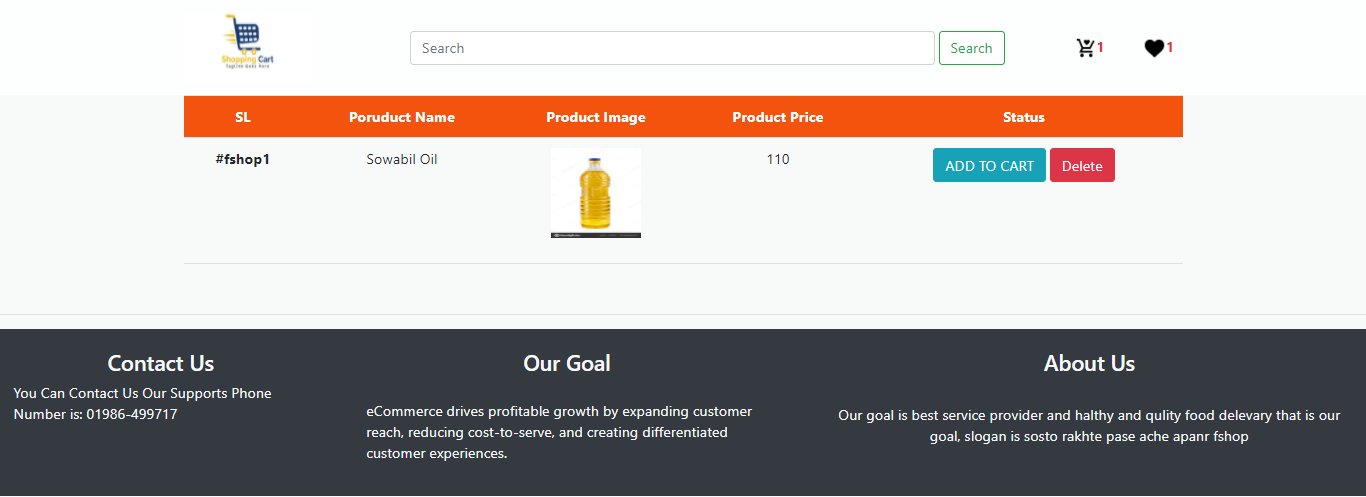 Shopping Cart
Tagline Goes Here
Search
Search
1
1
SL
Poruduct Name
Product Image
Product Price
Status
#fshop1
Sowabil Oil
110
ADD TO CART
Delete
Contact Us
You Can Contact Us Our Supports Phone
Number is: 01986-499717
Our Goal
eCommerce drives profitable growth by expanding customer
reach, reducing cost-to-serve, and creating differentiated
customer experiences.
About Us
Our goal is best service provider and halthy and qulity food delevary that is our
goal, slogan is sosto rakhte pase ache apanr fshop